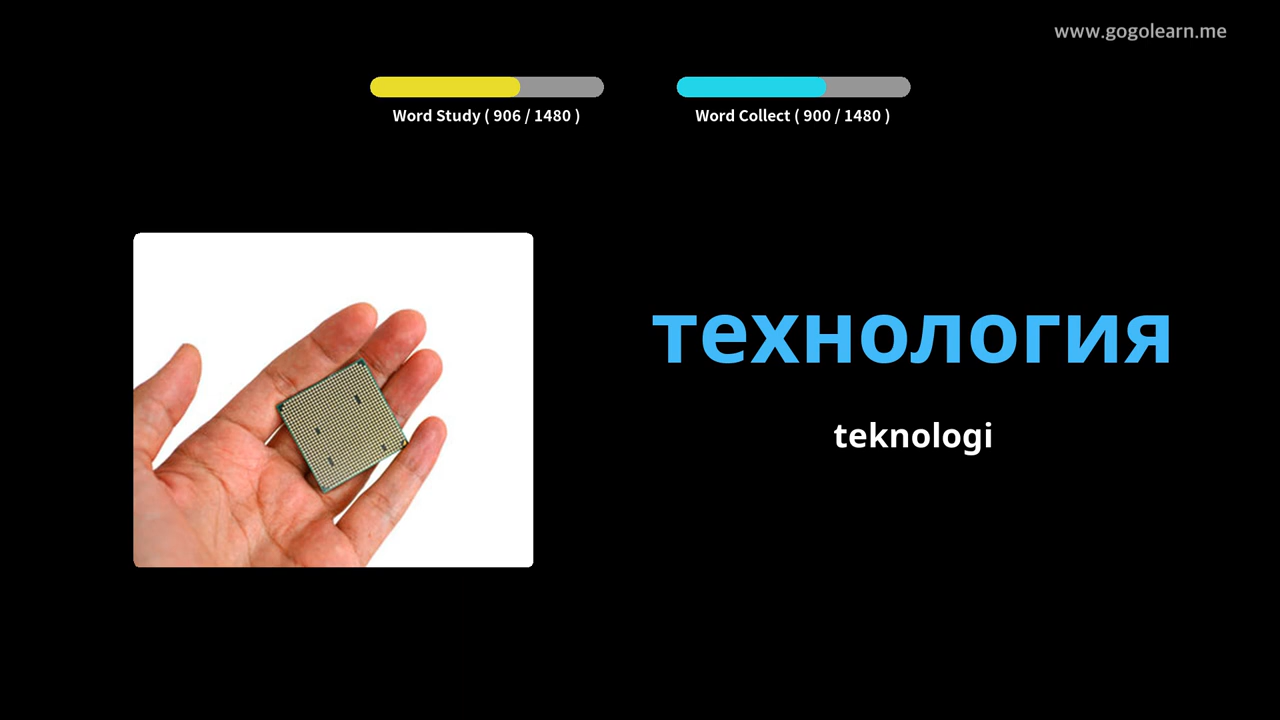 www.gogolearn.me
Word Study ( 906 / 1480 )
Word Collect ( 900 / 1480 )
технология
teknologi